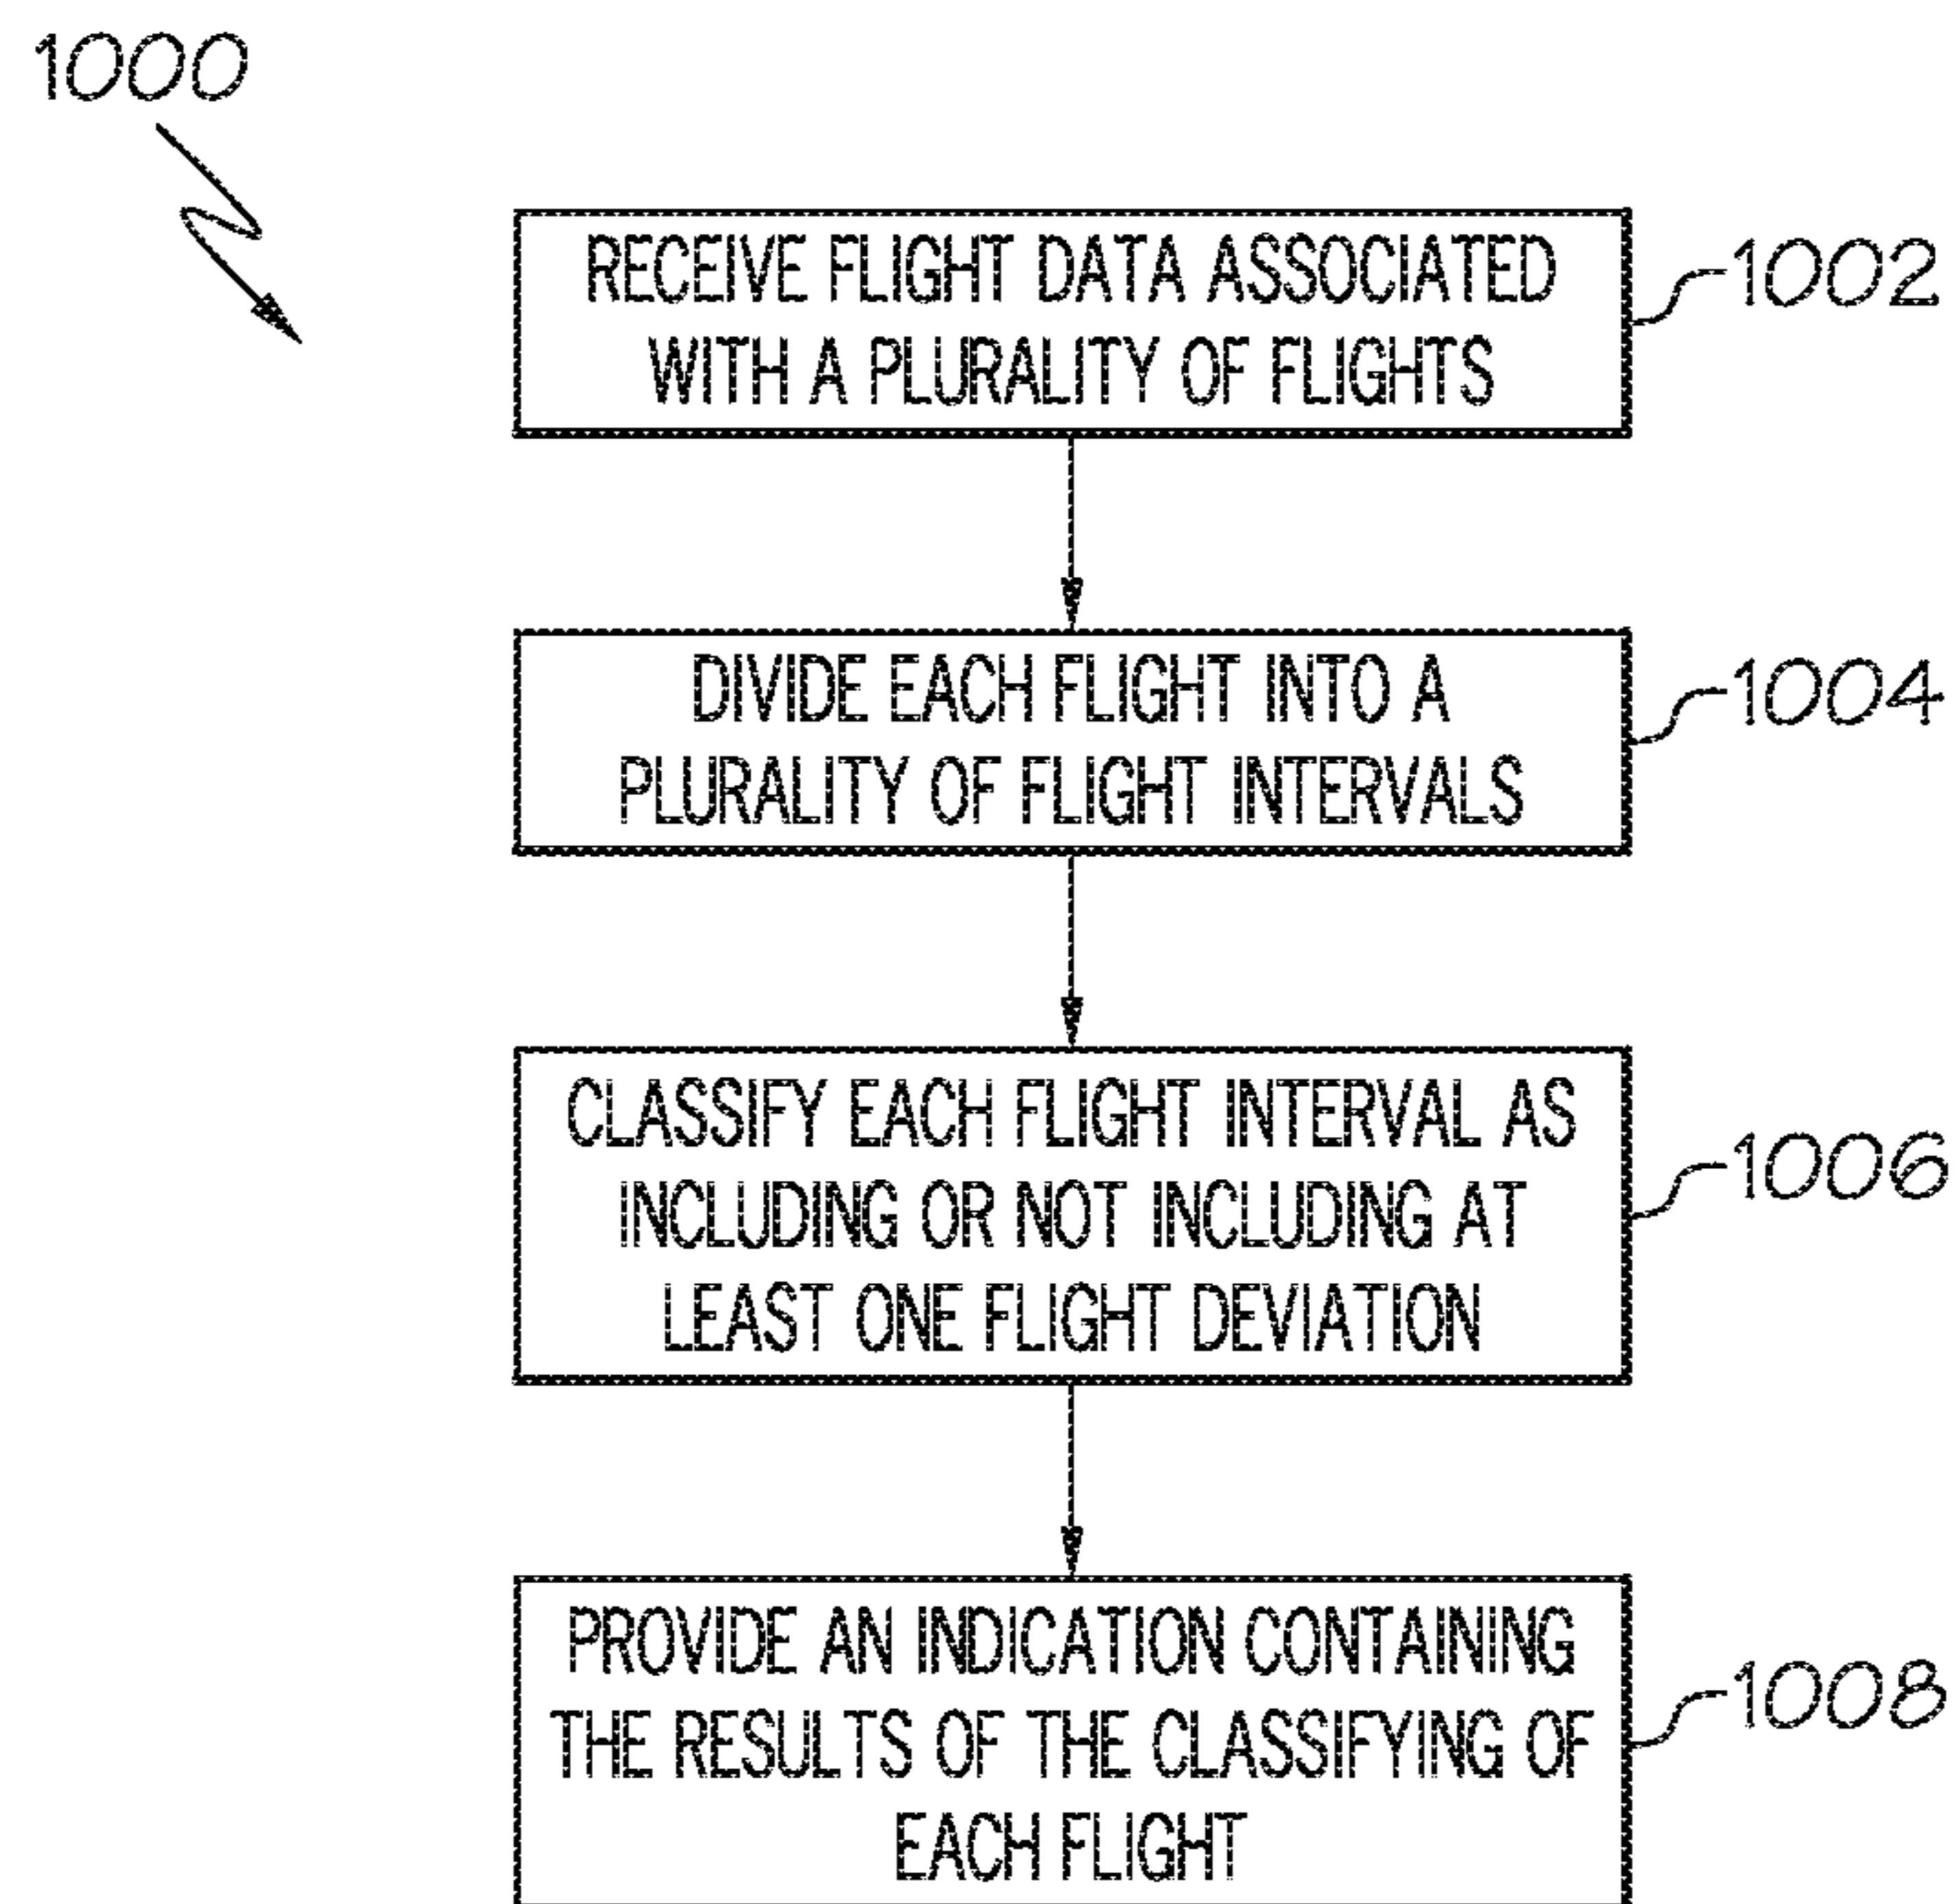 1000
RECEIVE FLIGHT DATA ASSOCIATED
WITH A PLURALITY OF FLIGHTS
1002
DIVIDE EACH FLIGHT INTO A
PLURALITY OF FLIGHT INTERVALS
1004
CLASSIFY EACH FLIGHT INTERVAL AS
INCLUDING OR NOT INCLUDING AT
LEAST ONE FLIGHT DEVIATION
1006
PROVIDE AN INDICATION CONTAINING
THE RESULTS OF THE CLASSIFYING OF
EACH FLIGHT
1008